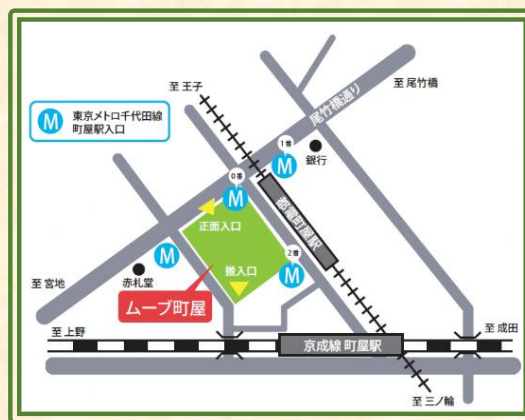 至 王子
尾竹橋通り
至 尾竹橋
M 東京メトロ千代田線
町屋駅入口
1番
M
銀行
0番
M
都電町屋駅
正面入口
2番
M
搬入口
M
至 宮地
赤札堂
ムーブ町屋
至 上野
京成線 町屋駅
至 成田
至 三ノ輪